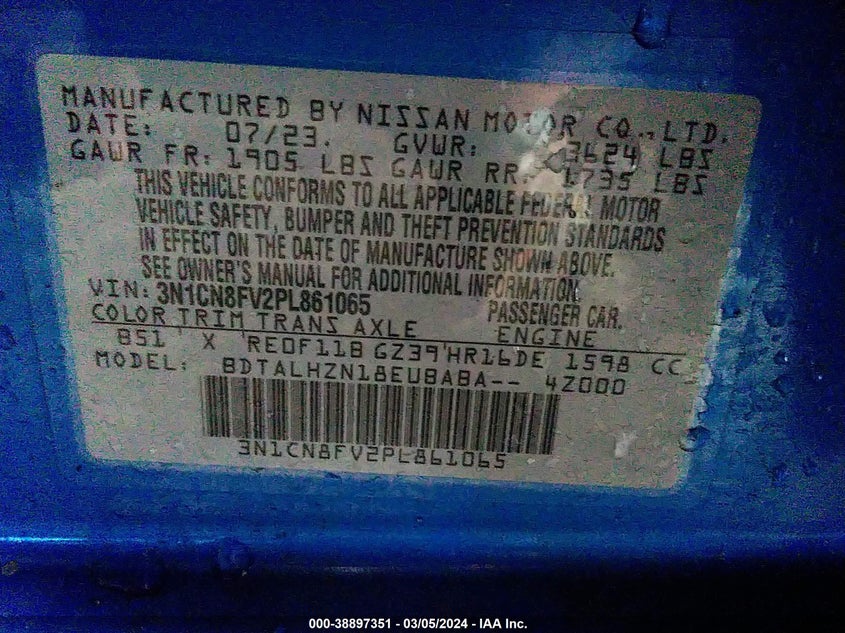 MANUFACTURED BY NISSAN MOTOR CO., LTD.
DATE: 07/23. GVWR: 3624 LBS
GAWR FR: 1905 LBS GAWR RR: 1735 LBS
THIS VEHICLE CONFORMS TO ALL APPLICABLE FEDERAL MOTOR
VEHICLE SAFETY, BUMPER AND THEFT PREVENTION STANDARDS
IN EFFECT ON THE DATE OF MANUFACTURE SHOWN ABOVE.
SEE OWNER'S MANUAL FOR ADDITIONAL INFORMATION.
VIN: 3N1CN8FV2PL861065 PASSENGER CAR.
COLOR TRIM TRANS AXLE ENGINE
B51 X RE0F11B GZ39 HR16DE 1598 CC
MODEL: BDTALHZN18EUBABA-- 4Z000
3N1CN8FV2PL861065
000-38897351 - 03/05/2024 - IAA Inc.